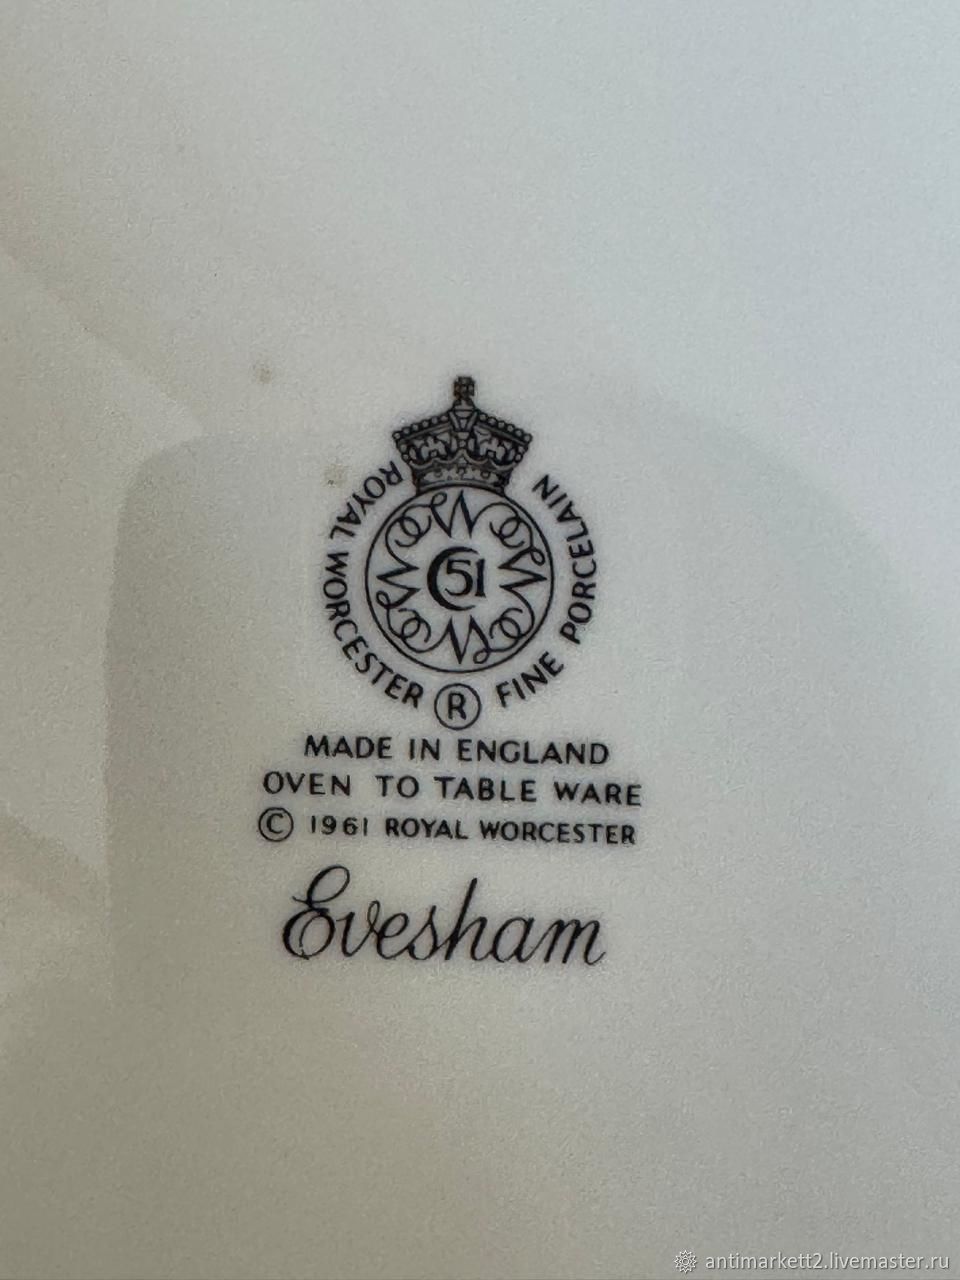 ROYAL WORCESTER ® FINE PORCELAIN
51
MADE IN ENGLAND
OVEN TO TABLE WARE
© 1961 ROYAL WORCESTER
Evesham
antimarkett2.livemaster.ru